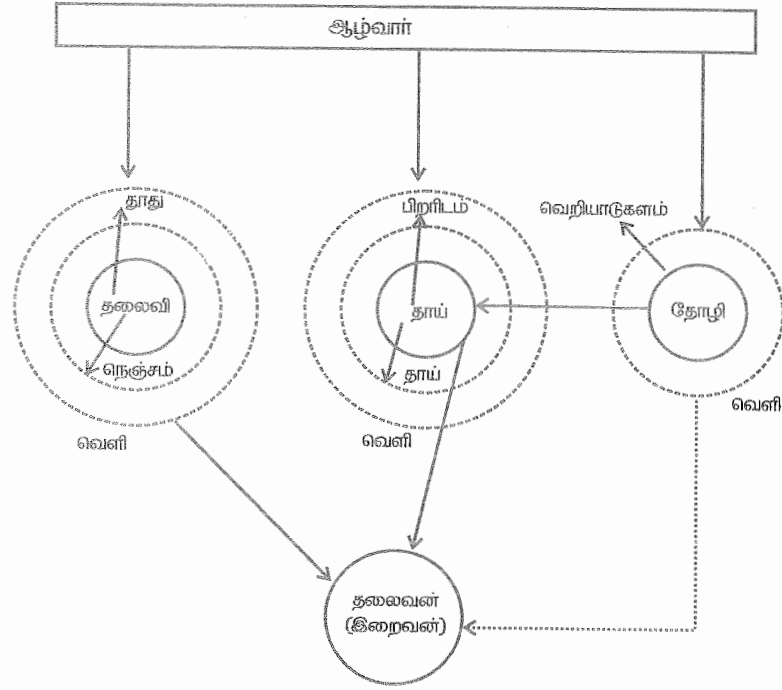 ஆழ்வார்
தூது
தலைவி
நெஞ்சம்
வெளி
பிறரிடம்
தாய்
தாய்
வெளி
வெறியாடுகளம்
தோழி
வெளி
தலைவன்
(இறைவன்)